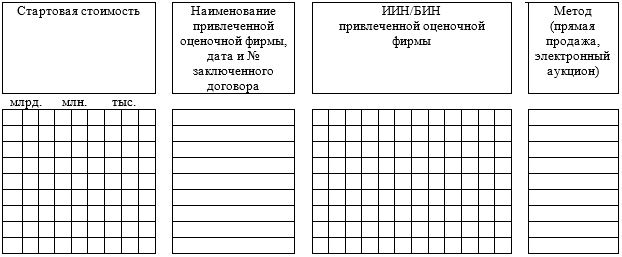 Стартовая стоимость
Наименование
привлеченной
оценочной фирмы,
дата и №
заключенного
договора
ИИН/БИН
привлеченной оценочной
фирмы
Метод
(прямая
продажа,
электронный
аукцион)
млрд. млн. тыс.